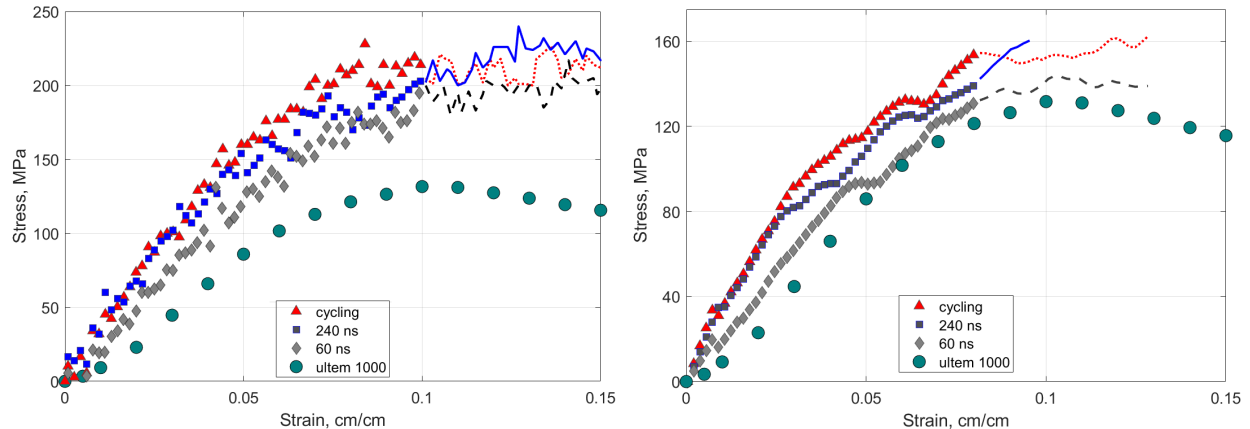 250
200
150
100
50
0
Stress, MPa
0
0.05
0.1
0.15
Strain, cm/cm
cycling
240 ns
60 ns
ultem 1000
160
120
80
40
0
Stress, MPa
0
0.05
0.1
0.15
Strain, cm/cm
cycling
240 ns
60 ns
ultem 1000